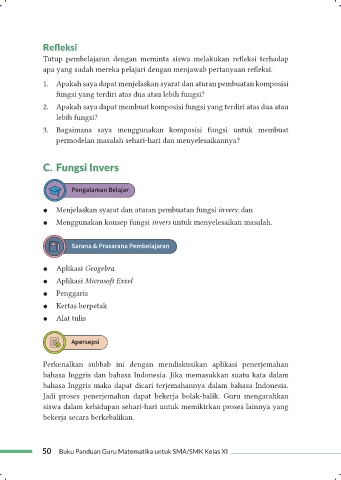 Refleksi
Tutup pembelajaran dengan meminta siswa melakukan refleksi terhadap
apa yang sudah mereka pelajari dengan menjawab pertanyaan refleksi.
1. Apakah saya dapat menjelaskan syarat dan aturan pembuatan komposisi
fungsi yang terdiri atas dua atau lebih fungsi?
2. Apakah saya dapat membuat komposisi fungsi yang terdiri atas dua atau
lebih fungsi?
3. Bagaimana saya menggunakan komposisi fungsi untuk membuat
permodelan masalah sehari-hari dan menyelesaikannya?
C. Fungsi Invers
Pengalaman Belajar
● Menjelaskan syarat dan aturan pembuatan fungsi invers; dan
● Menggunakan konsep fungsi invers untuk menyelesaikan masalah.
Sarana & Prasarana Pembelajaran
● Aplikasi Geogebra
● Aplikasi Microsoft Excel
● Penggaris
● Kertas berpetak
● Alat tulis
Apersepsi
Perkenalkan subbab ini dengan mendiskusikan aplikasi penerjemahan
bahasa Inggris dan bahasa Indonesia. Jika memasukkan suatu kata dalam
bahasa Inggris maka dapat dicari terjemahannya dalam bahasa Indonesia.
Jadi proses penerjemahan dapat bekerja bolak-balik. Guru mengarahkan
siswa dalam kehidupan sehari-hari untuk memikirkan proses lainnya yang
bekerja secara berkebalikan.
50 Buku Panduan Guru Matematika untuk SMA/SMK Kelas XI